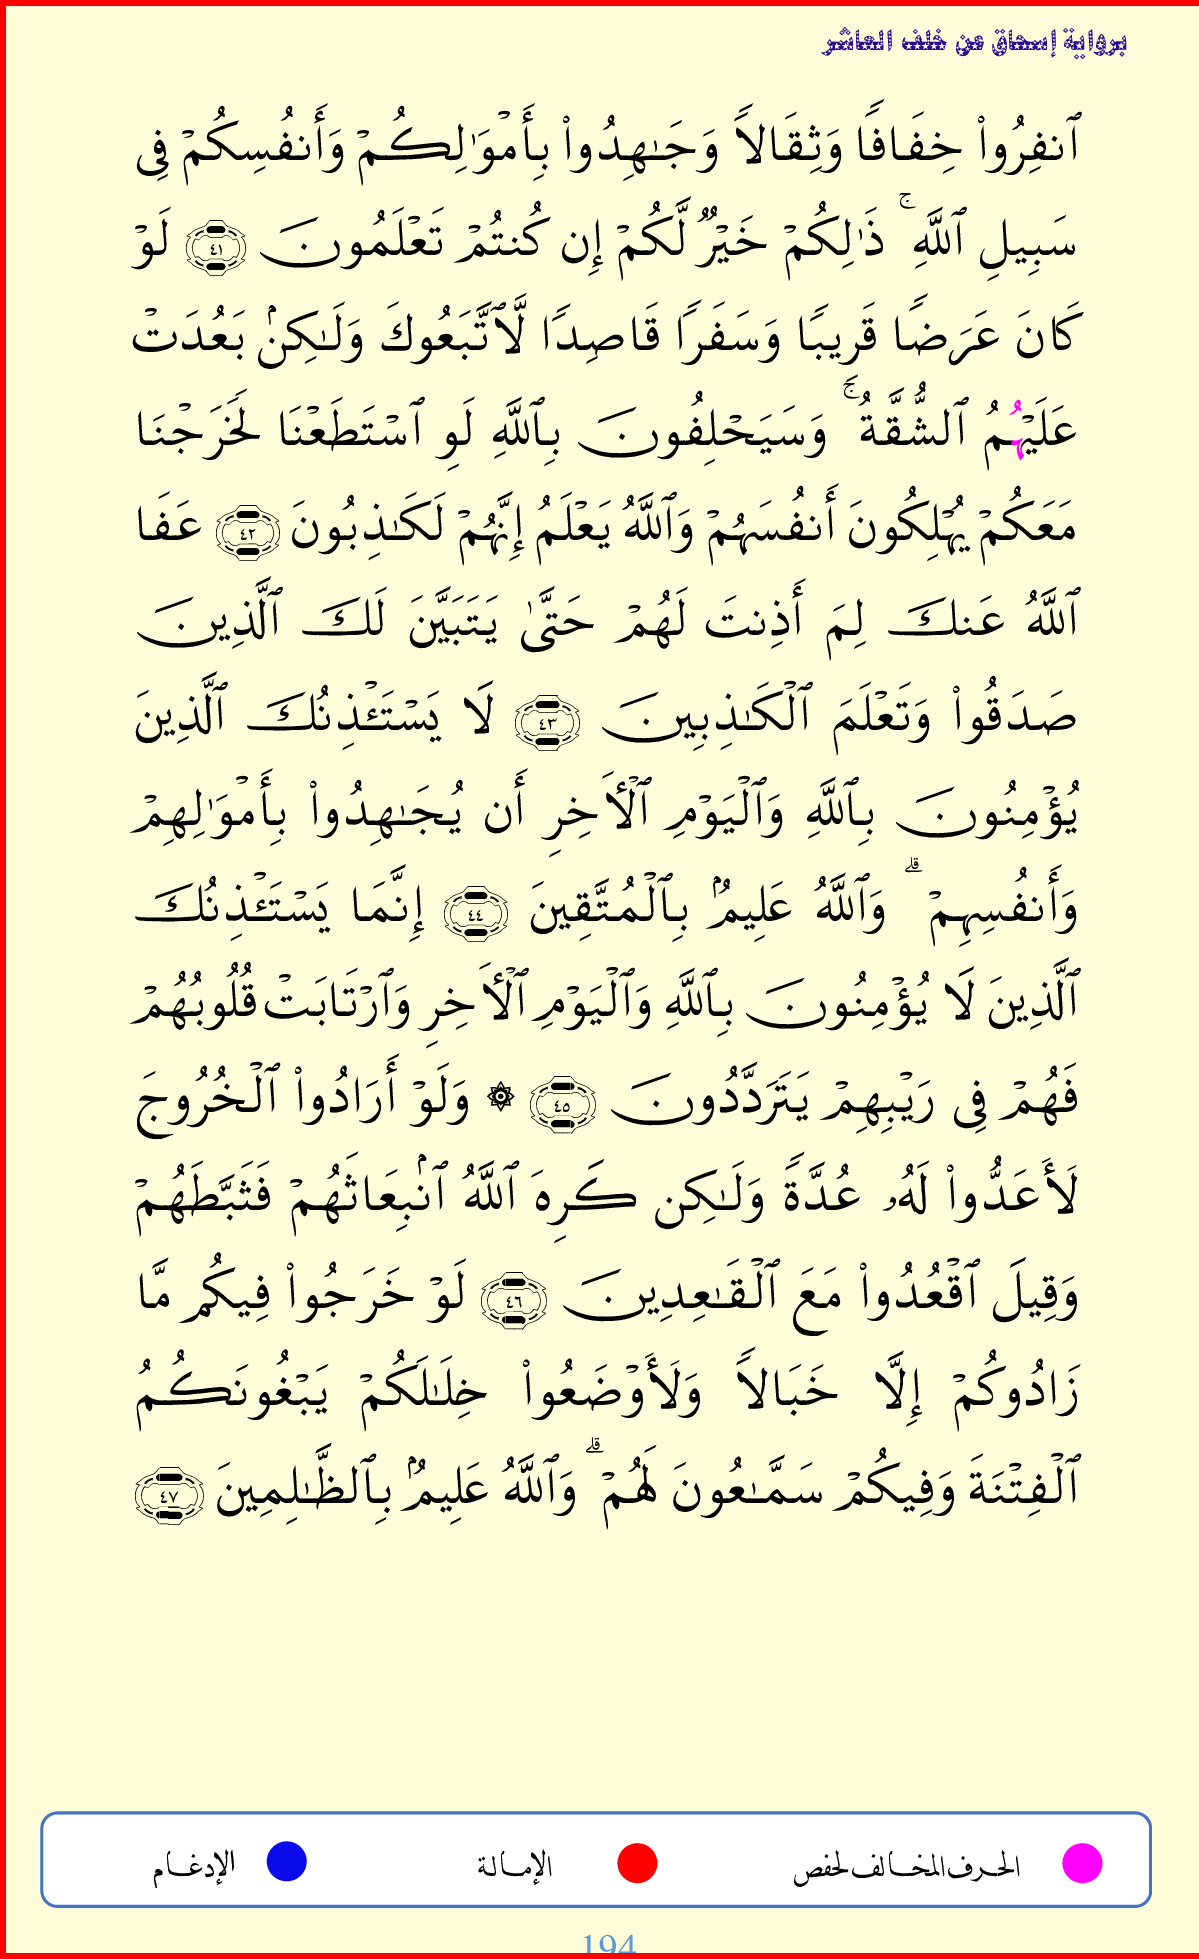 برواية إسحاق عن خلف العاشر
ٱنفِرُوا۟ خِفَافًا وَثِقَالًا وَجَـٰهِدُوا۟ بِأَمْوَٰلِكُمْ وَأَنفُسِكُمْ فِى
سَبِيلِ ٱللَّهِ ۚ ذَٰلِكُمْ خَيْرٌ لَّكُمْ إِن كُنتُمْ تَعْلَمُونَ ٤١ لَوْ
كَانَ عَرَضًا قَرِيبًا وَسَفَرًا قَاصِدًا لَّٱتَّبَعُوكَ وَلَـٰكِنۢ بَعُدَتْ
عَلَيْهُمُ ٱلشُّقَّةُ ۚ وَسَيَحْلِفُونَ بِٱللَّهِ لَوِ ٱسْتَطَعْنَا لَخَرَجْنَا
مَعَكُمْ يُهْلِكُونَ أَنفُسَهُمْ وَٱللَّهُ يَعْلَمُ إِنَّهُمْ لَكَـٰذِبُونَ ٤٢ عَفَا
ٱللَّهُ عَنكَ لِمَ أَذِنتَ لَهُمْ حَتَّىٰ يَتَبَيَّنَ لَكَ ٱلَّذِينَ
صَدَقُوا۟ وَتَعْلَمَ ٱلْكَـٰذِبِينَ ٤٣ لَا يَسْتَـْٔذِنُكَ ٱلَّذِينَ
يُؤْمِنُونَ بِٱللَّهِ وَٱلْيَوْمِ ٱلْـَٔاخِرِ أَن يُجَـٰهِدُوا۟ بِأَمْوَٰلِهِمْ
وَأَنفُسِهِمْ ۗ وَٱللَّهُ عَلِيمٌۢ بِٱلْمُتَّقِينَ ٤٤ إِنَّمَا يَسْتَـْٔذِنُكَ
ٱلَّذِينَ لَا يُؤْمِنُونَ بِٱللَّهِ وَٱلْيَوْمِ ٱلْـَٔاخِرِ وَٱرْتَابَتْ قُلُوبُهُمْ
فَهُمْ فِى رَيْبِهِمْ يَتَرَدَّدُونَ ٤٥ ۞ وَلَوْ أَرَادُوا۟ ٱلْخُرُوجَ
لَأَعَدُّوا۟ لَهُۥ عُدَّةً وَلَـٰكِن كَرِهَ ٱللَّهُ ٱنۢبِعَاثَهُمْ فَثَبَّطَهُمْ
وَقِيلَ ٱقْعُدُوا۟ مَعَ ٱلْقَـٰعِدِينَ ٤٦ لَوْ خَرَجُوا۟ فِيكُم مَّا
زَادُوكُمْ إِلَّا خَبَالًا وَلَأَوْضَعُوا۟ خِلَـٰلَكُمْ يَبْغُونَكُمُ
ٱلْفِتْنَةَ وَفِيكُمْ سَمَّـٰعُونَ لَهُمْ ۗ وَٱللَّهُ عَلِيمٌۢ بِٱلظَّـٰلِمِينَ ٤٧
الحرف المخالف لحفص الإمالة الإدغام
194